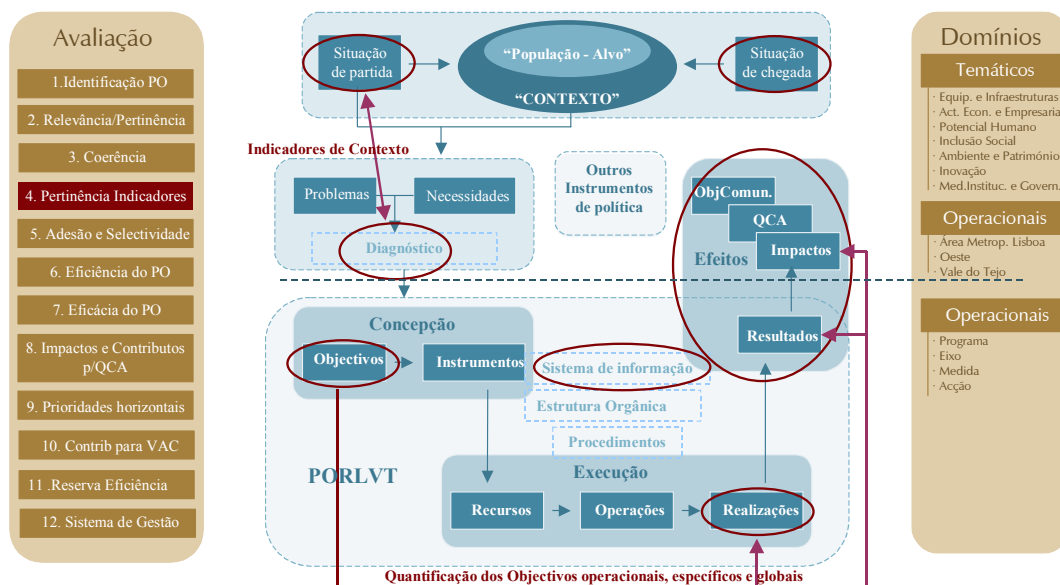 Avaliação
1.Identificação PO
2. Relevância/Pertinência
3. Coerência
4. Pertinência Indicadores
5. Adesão e Selectividade
6. Eficiência do PO
7. Eficácia do PO
8. Impactos e Contributos
p/QCA
9. Prioridades horizontais
10. Contrib para VAC
11 .Reserva Eficiência
12. Sistema de Gestão
Situação
de partida
“População - Alvo”
“CONTEXTO”
Situação
de chegada
Indicadores de Contexto
Problemas
Necessidades
Diagnóstico
Outros
Instrumentos
de política
ObjComun.
QCA
Impactos
Efeitos
Resultados
Concepção
Objectivos
Instrumentos
Sistema de informação
Estrutura Orgânica
Procedimentos
PORLVT
Execução
Recursos
Operações
Realizações
Quantificação dos Objectivos operacionais, específicos e globais
Domínios
Temáticos
· Equip. e Infraestruturas
· Act. Econ. e Empresaria
· Potencial Humano
· Inclusão Social
· Ambiente e Património
· Inovação
· Med.Instituc. e Govern.
Operacionais
· Área Metrop. Lisboa
· Oeste
· Vale do Tejo
Operacionais
· Programa
· Eixo
· Medida
· Acção